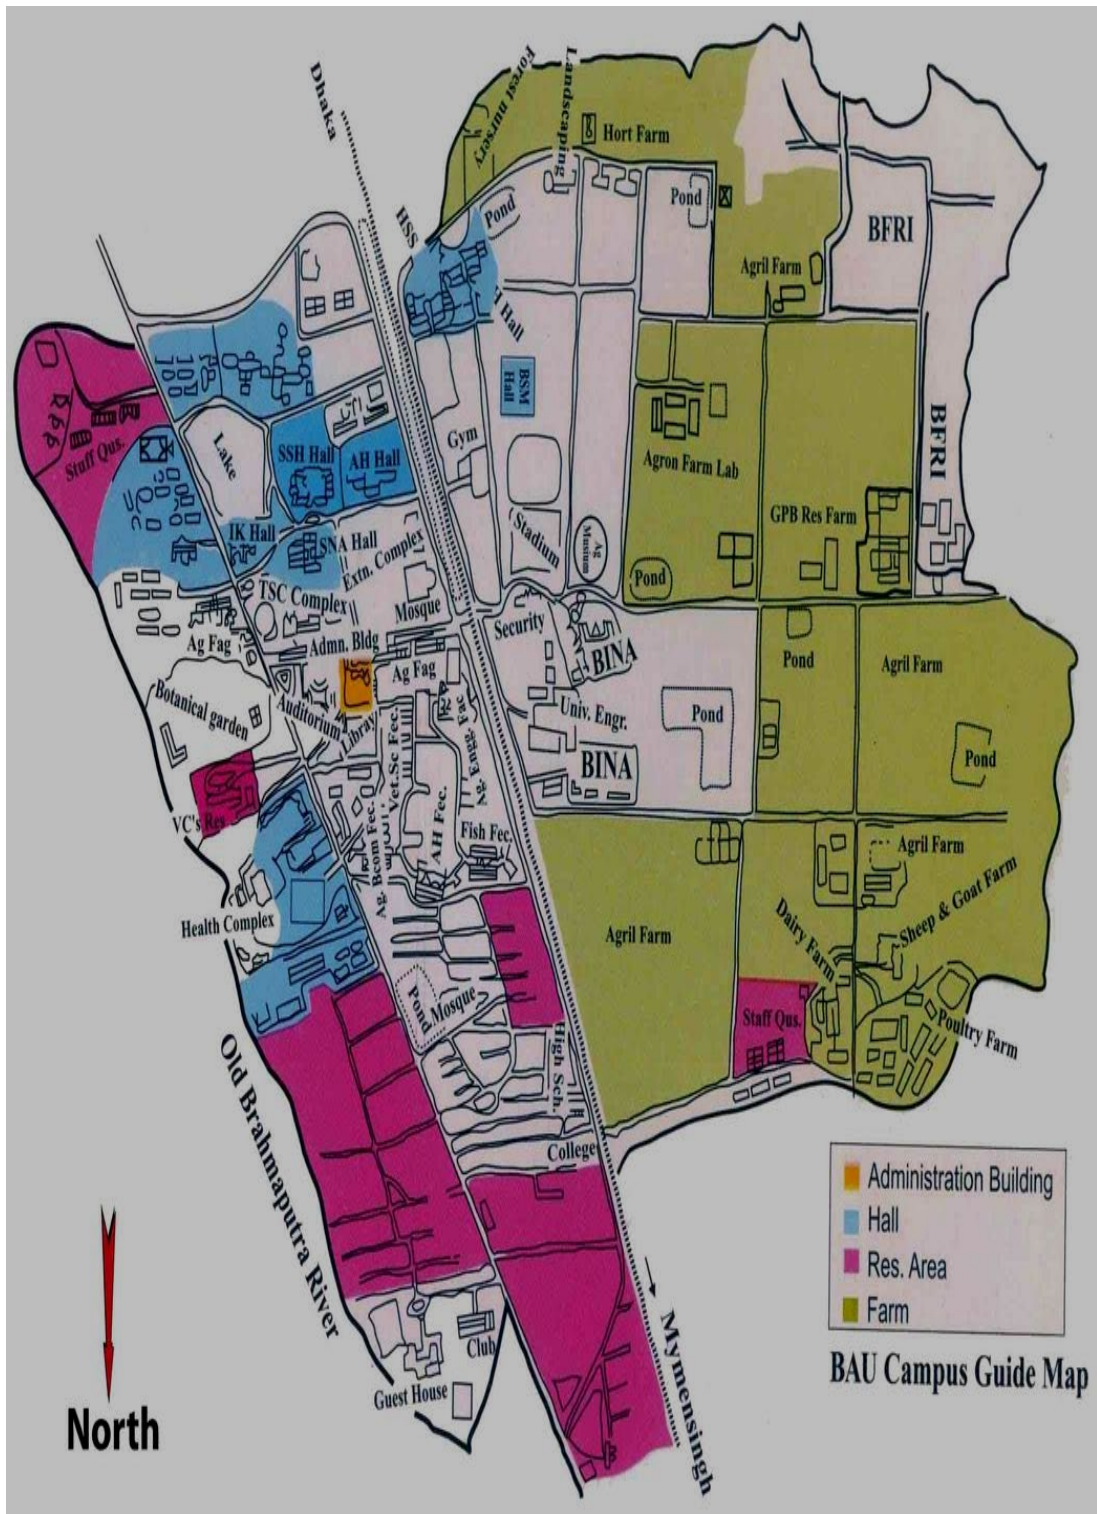 Dhaka
Forest nursery
Landscaping
Hort Farm
HSS
Pond
Pond
BFRI
Agril Farm
Hall
BSM
Hall
BFRI
Stuff Qus.
Lake
SSH Hall
AH Hall
Gym
Agron Farm Lab
GPB Res Farm
IK Hall
SNA Hall
Extn. Complex
Stadium
Ag
Musium
Pond
TSC Complex
Mosque
Security
Ag Fag
Admn. Bldg
Ag Fag
BINA
Pond
Agril Farm
Botanical garden
Auditorium
Libray
Vet.Sc Fec.
Ag. Engg. Fac
Univ. Engr.
Pond
BINA
Pond
VC's Res
Ag. Bcom Fec.
AH Fec.
Fish Fec.
Agril Farm
Health Complex
Agril Farm
Dairy Farm
Sheep & Goat Farm
Pond
Mosque
Staff Qus.
Poultry Farm
High Sch.
Old Brahmaputra River
College
Administration Building
Hall
Res. Area
Farm
Club
Guest House
Mymensingh
BAU Campus Guide Map
North